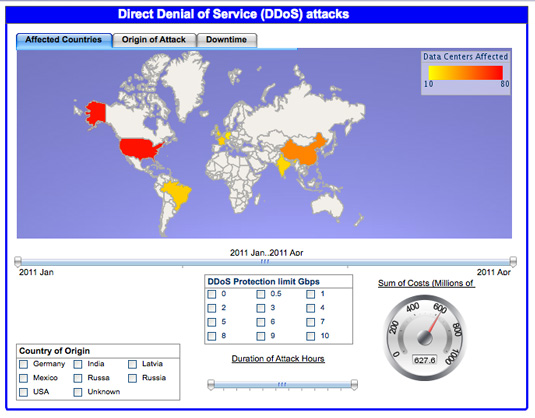 Direct Denial of Service (DDoS) attacks
Affected Countries Origin of Attack Downtime
Data Centers Affected
10 80
2011 Jan..2011 Apr
2011 Jan 2011 Apr
DDoS Protection limit Gbps
0 0.5 1
2 3 4
5 6 7
8 9 10
Sum of Costs (Millions of
0 200 400 600 800 1000
627.6
Duration of Attack Hours
Country of Origin
Germany India Latvia
Mexico Russa Russia
USA Unknown